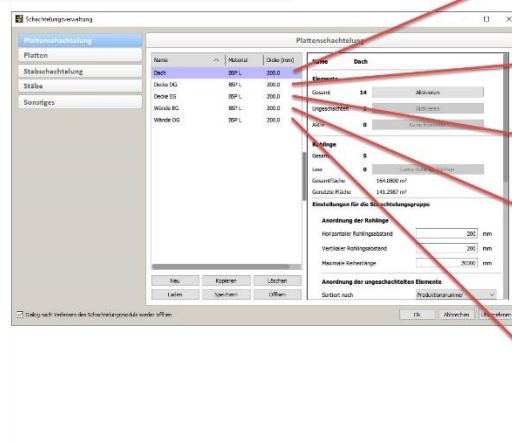 Schachtelungsverwaltung
Plattenschachtelung
Platten
Stabschachtelung
Stäbe
Sonstiges
Plattenschachtelung
Name Material Dicke [mm]
Dach BSP L 200.0
Decke DG BSP L 200.0
Decke EG BSP L 200.0
Wände EG BSP L 200.0
Wände OG BSP L 200.0
Neu Kopieren Löschen
Laden Speichern Öffnen
Name Dach
Elemente
Gesamt 14 Aktivieren
Ungeschachtelt 0 Aktivieren
0
Rohlinge
Gesamt 5
Leer 0
Gesamtfläche 164.0800 m²
Genutzte Fläche 141.2987 m²
Einstellungen für die Schachtelungsgruppe
Anordnung der Rohlinge
Horizontaler Rohlingsabstand 200 mm
Vertikaler Rohlingsabstand 200 mm
Maximale Reihenlänge 20000 mm
Anordnung der ungeschachtelten Elemente
Sortiert nach Produktionsnummer
Dialog nach Verlassen des Schachtelungsmoduls wieder öffnen
Ok Abbrechen Übernehmen